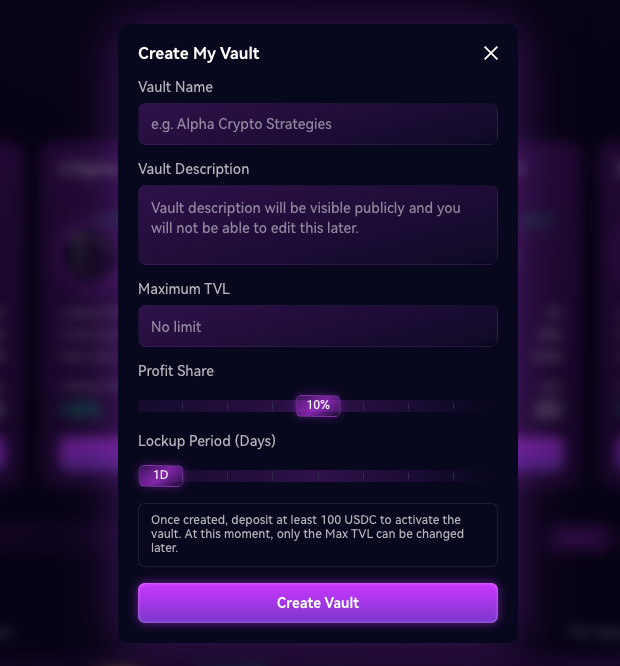 Create My Vault
Vault Name
e.g. Alpha Crypto Strategies
Vault Description
Vault description will be visible publicly and you
will not be able to edit this later.
Maximum TVL
No limit
Profit Share
10%
Lockup Period (Days)
1D
Once created, deposit at least 100 USDC to activate the
vault. At this moment, only the Max TVL can be changed
later.
Create Vault